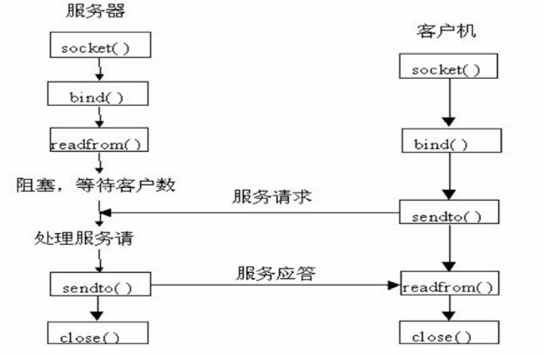 服务器
socket()
bind()
readfrom()
阻塞，等待客户数
处理服务请
sendto()
close()
服务请求
服务应答
客户机
socket()
bind()
sendto()
readfrom()
close()